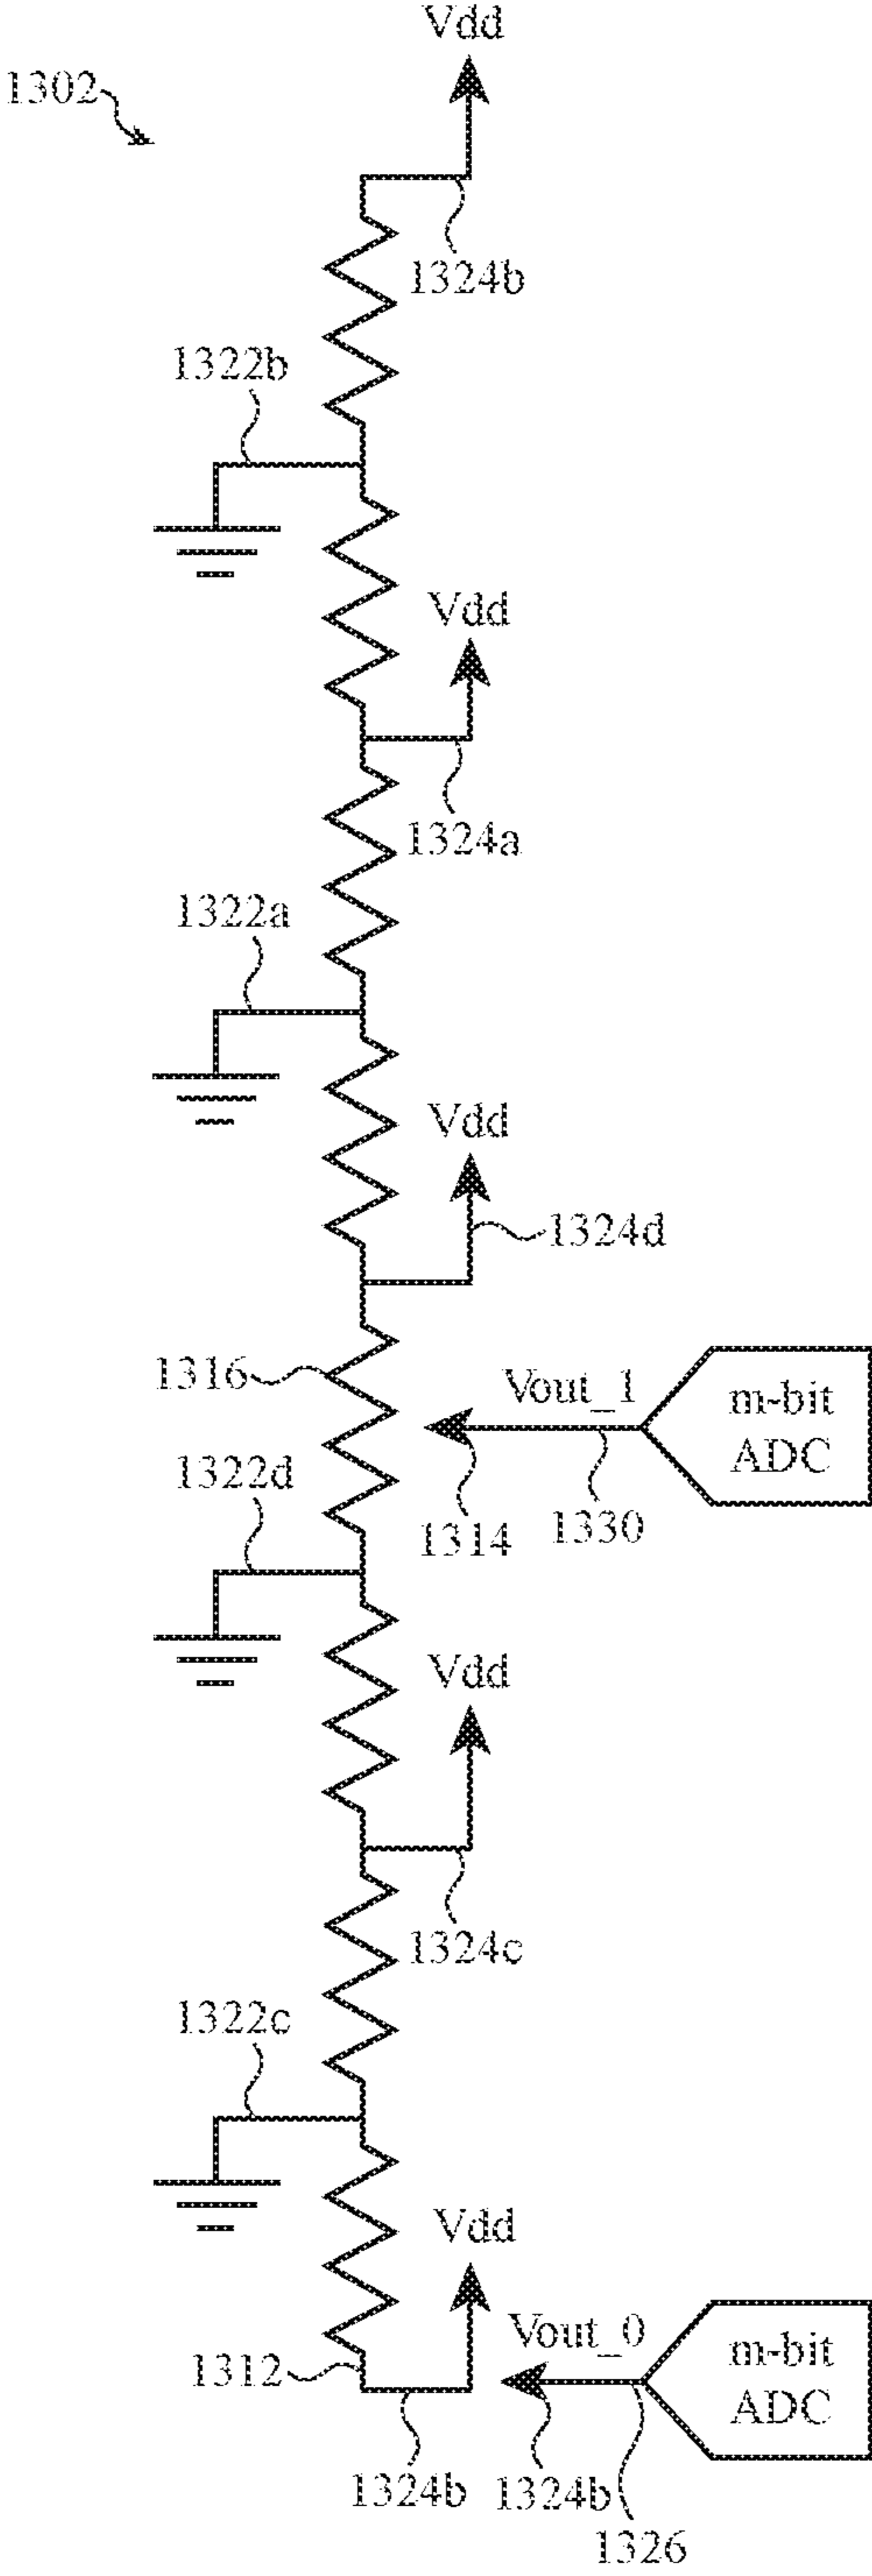 Vdd
1302
1324b
1322b
Vdd
1324a
1322a
Vdd
1324d
1316
Vout_1
m-bit
ADC
1322d
1314
1330
Vdd
1324c
1322c
Vdd
Vout_0
m-bit
ADC
1312
1324b
1324b
1326